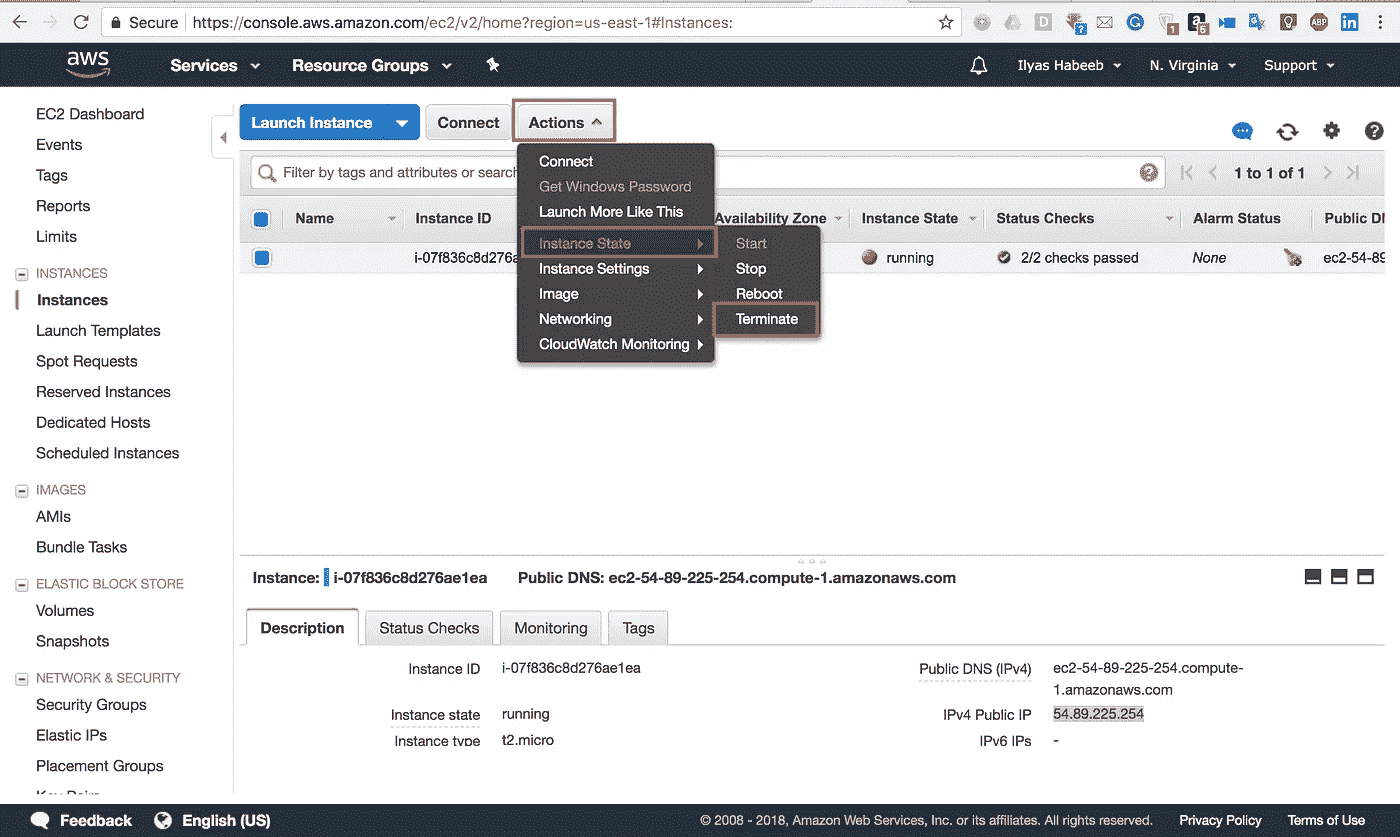 Secure https://console.aws.amazon.com/ec2/v2/home?region=us-east-1#Instances:
aws Services Resource Groups Ilyas Habeeb N. Virginia Support
EC2 Dashboard
Events
Tags
Reports
Limits
INSTANCES
Instances
Launch Templates
Spot Requests
Reserved Instances
Dedicated Hosts
Scheduled Instances
IMAGES
AMIs
Bundle Tasks
ELASTIC BLOCK STORE
Volumes
Snapshots
NETWORK & SECURITY
Security Groups
Elastic IPs
Placement Groups
Launch Instance Connect Actions
Filter by tags and attributes or search 1 to 1 of 1
Name Instance ID Availability Zone Instance State Status Checks Alarm Status Public DN
i-07f836c8d276a running 2/2 checks passed None ec2-54-89
Connect
Get Windows Password
Launch More Like This
Instance State
Instance Settings
Image
Networking
CloudWatch Monitoring
Start
Stop
Reboot
Terminate
Instance: i-07f836c8d276ae1ea Public DNS: ec2-54-89-225-254.compute-1.amazonaws.com
Description Status Checks Monitoring Tags
Instance ID i-07f836c8d276ae1ea
Instance state running
Instance type t2.micro
Public DNS (IPv4) ec2-54-89-225-254.compute-
1.amazonaws.com
IPv4 Public IP 54.89.225.254
IPv6 IPs -
Feedback English (US) © 2008 - 2018, Amazon Web Services, Inc. or its affiliates. All rights reserved. Privacy Policy Terms of Use